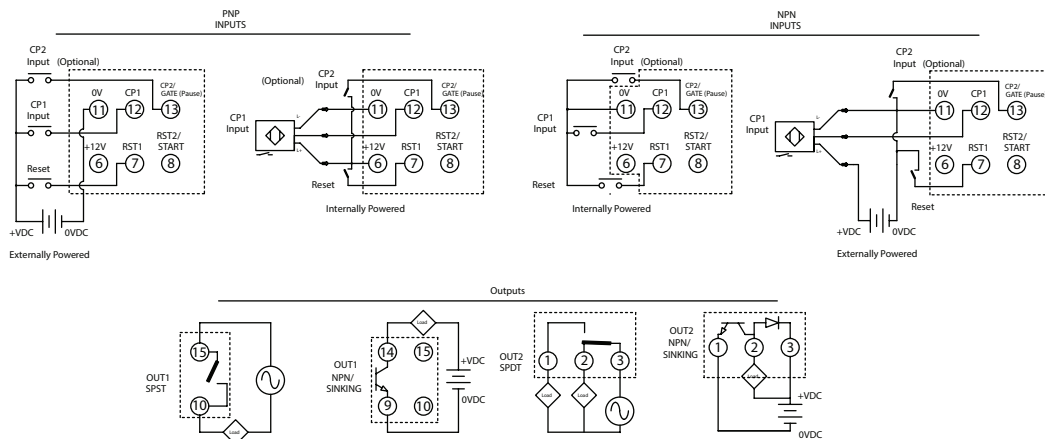 PNP
INPUTS
CP2
Input
(Optional)
0V
CP1
CP2/
GATE (Pause)
11
12
13
CP1
Input
+12V
RST1
RST2/
START
6
7
8
Reset
+VDC
0VDC
Externally Powered
(Optional)
CP2
Input
0V
CP1
CP2/
GATE (Pause)
11
12
13
CP1
Input
L-
L+
+12V
RST1
RST2/
START
6
7
8
Reset
Internally Powered
NPN
INPUTS
CP2
Input
(Optional)
0V
CP1
CP2/
GATE (Pause)
11
12
13
CP1
Input
+12V
RST1
RST2/
START
6
7
8
Reset
Internally Powered
CP2
Input
(Optional)
0V
CP1
CP2/
GATE (Pause)
11
12
13
CP1
Input
L-
L+
+12V
RST1
RST2/
START
6
7
8
Reset
+VDC
0VDC
Externally Powered
Outputs
15
OUT1
SPST
10
Load
Load
14
15
OUT1
NPN/
SINKING
9
10
+VDC
0VDC
OUT2
SPDT
1
2
3
Load
Load
OUT2
NPN/
SINKING
1
2
3
Load
+VDC
0VDC